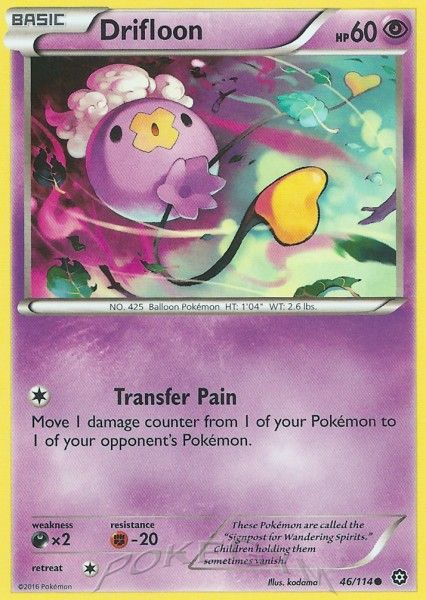 BASIC
Drifloon
HP60
NO. 425 Balloon Pokémon HT: 1'04" WT: 2.6 lbs.
Transfer Pain
Move 1 damage counter from 1 of your Pokémon to
1 of your opponent's Pokémon.
weakness
×2
resistance
-20
retreat
These Pokémon are called the
"Signpost for Wandering Spirits."
Children holding them
sometimes vanish.
©2016 Pokémon
Illus. kodama
46/114